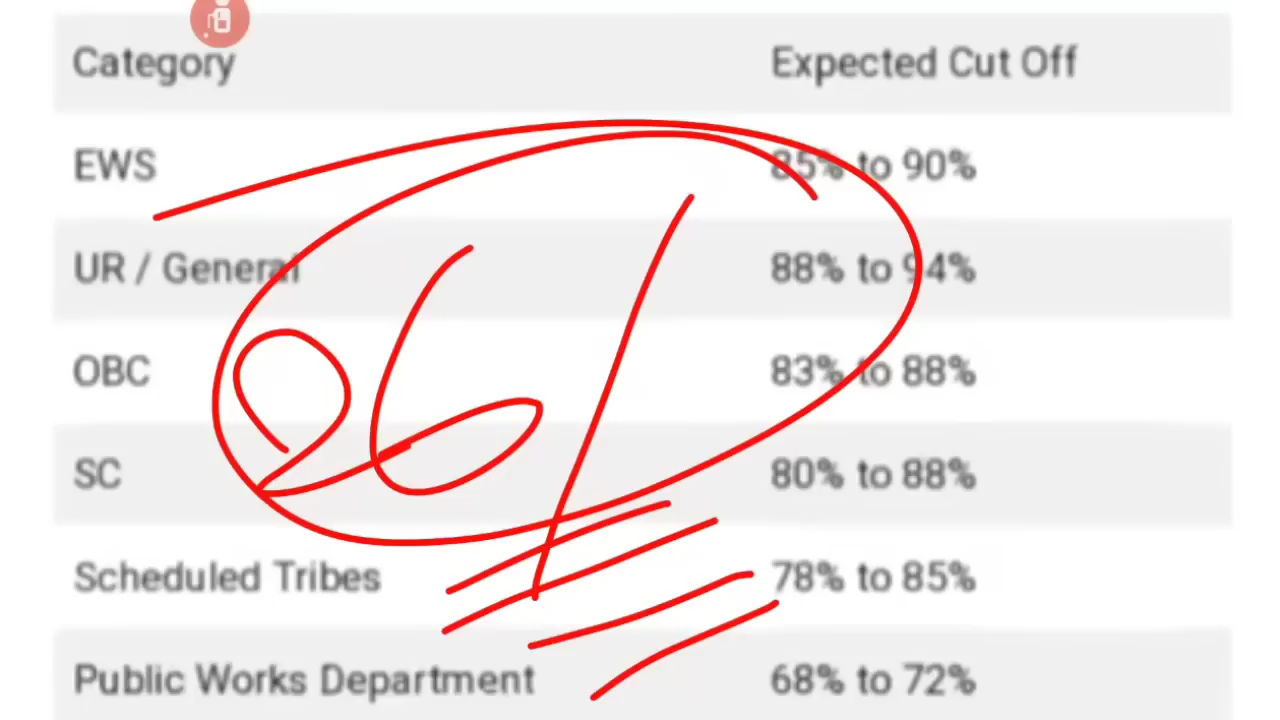 Category Expected Cut Off
EWS 85% to 90%
UR / General 88% to 94%
OBC 83% to 88%
SC 80% to 88%
26/
Scheduled Tribes 78% to 85%
Public Works Department 68% to 72%